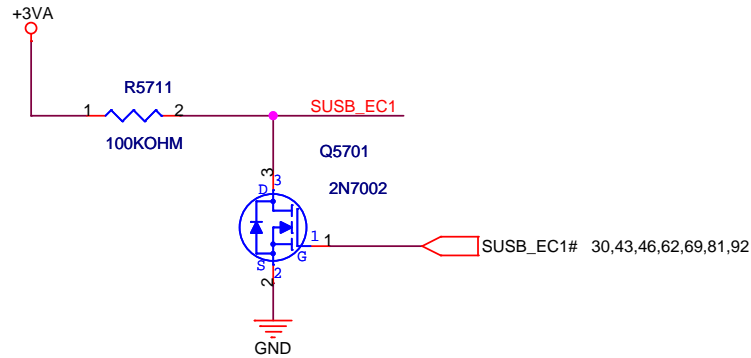 +3VA
R5711
1
2
SUSB_EC1
100KOHM
Q5701
3
3
D
2N7002
1
1
G
SUSB_EC1# 30,43,46,62,69,81,92
S
2
2
GND